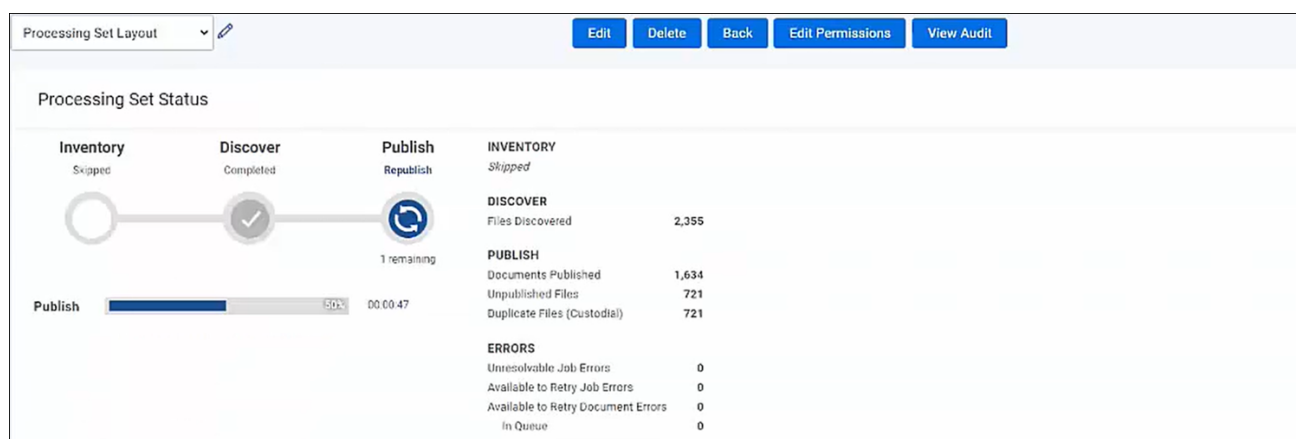 Processing Set Layout
Edit Delete Back Edit Permissions View Audit
Processing Set Status
Inventory Discover Publish
Skipped Completed Republish
1 remaining
Publish 50% 00:00:47
INVENTORY
Skipped
DISCOVER
Files Discovered 2,355
PUBLISH
Documents Published 1,634
Unpublished Files 721
Duplicate Files (Custodial) 721
ERRORS
Unresolvable Job Errors 0
Available to Retry Job Errors 0
Available to Retry Document Errors 0
In Queue 0